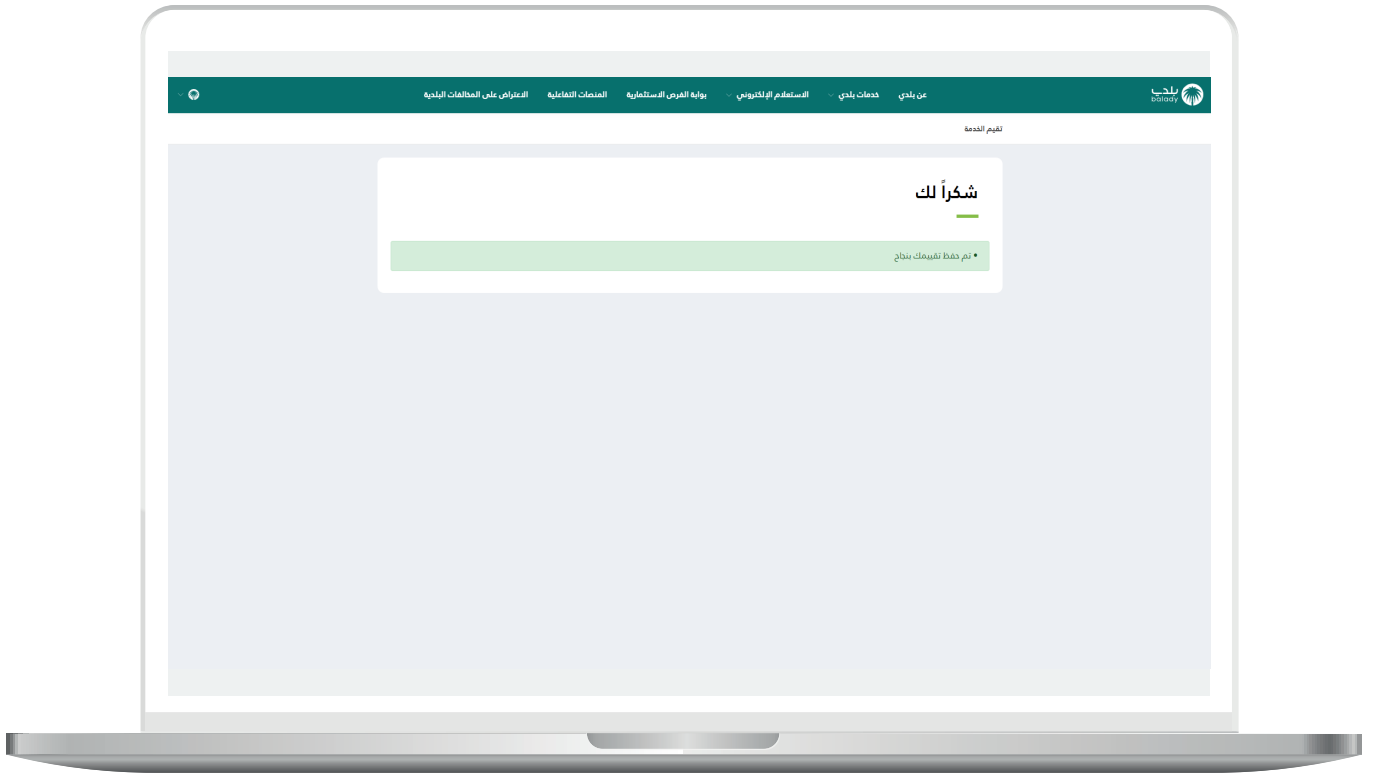 بلدي
balady
عن بلدي
خدمات بلدي
الاستعلام الإلكتروني
بوابة الفرص الاستثمارية
المنصات التفاعلية
الاعتراض على المخالفات البلدية
تقيم الخدمة
شكراً لك
• تم حفظ تقييمك بنجاح